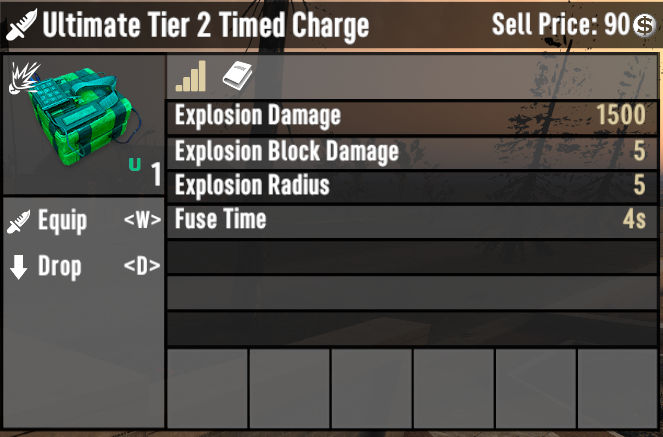 Ultimate Tier 2 Timed Charge Sell Price: 90
U 1
Explosion Damage 1500
Explosion Block Damage 5
Explosion Radius 5
Fuse Time 4s
Equip <W>
Drop <D>